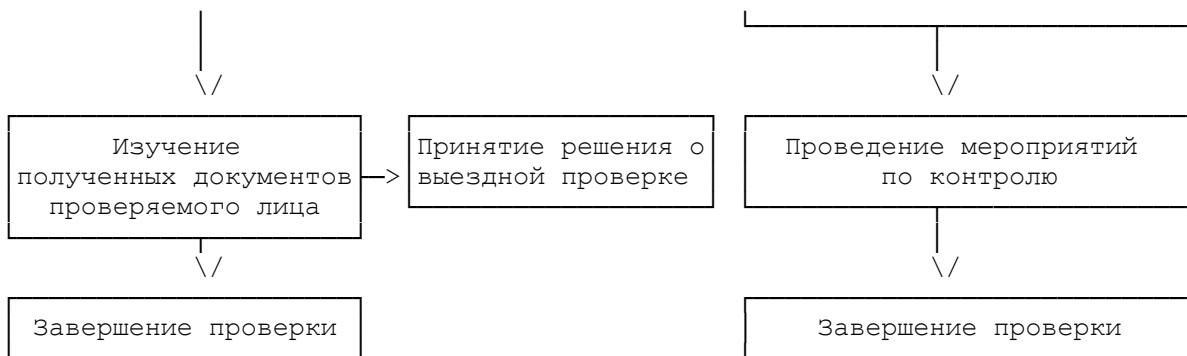 Изучение
полученных документов
проверяемого лица
Принятие решения о
выездной проверке
Проведение мероприятий
по контролю
Завершение проверки
Завершение проверки